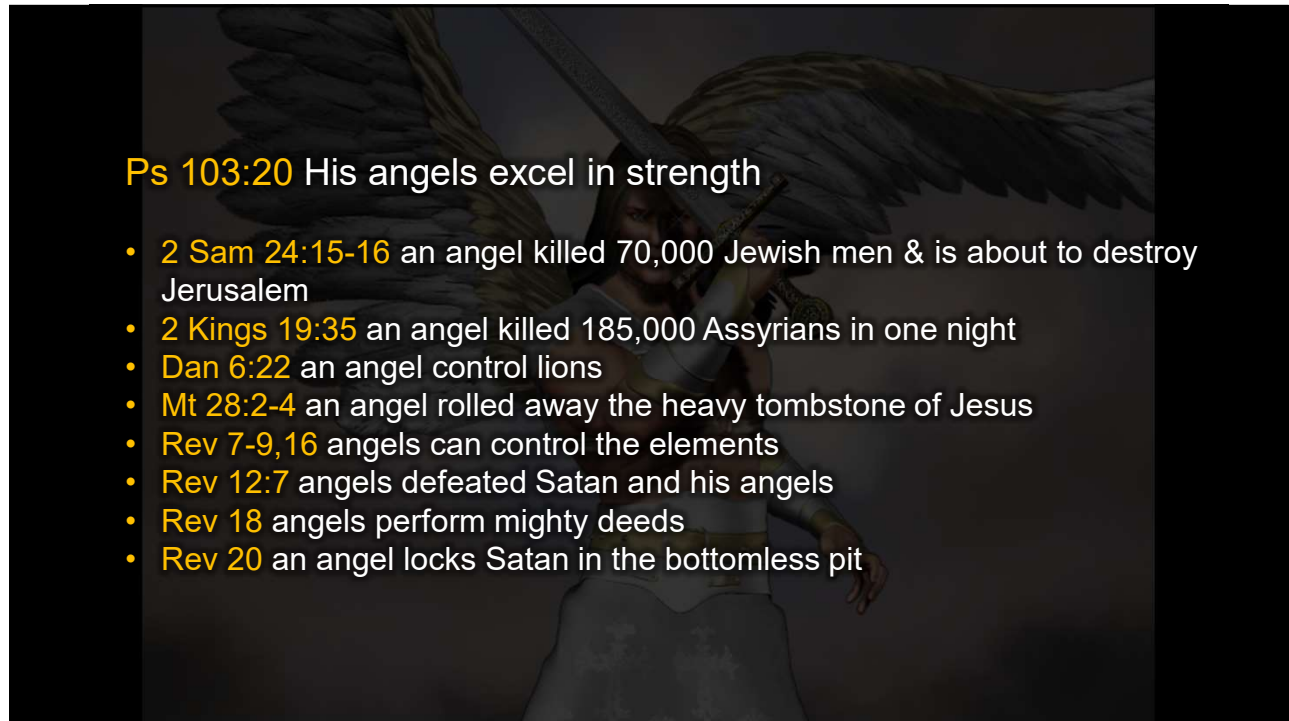 Ps 103:20 His angels excel in strength
• 2 Sam 24:15-16 an angel killed 70,000 Jewish men & is about to destroy
Jerusalem
• 2 Kings 19:35 an angel killed 185,000 Assyrians in one night
• Dan 6:22 an angel control lions
• Mt 28:2-4 an angel rolled away the heavy tombstone of Jesus
• Rev 7-9,16 angels can control the elements
• Rev 12:7 angels defeated Satan and his angels
• Rev 18 angels perform mighty deeds
• Rev 20 an angel locks Satan in the bottomless pit